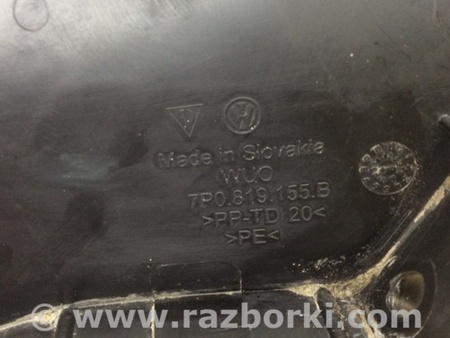 Made in Slovakia
WUO
7P0.819.155.B
>PP-TD 20<
>PE<
www.razborki.com